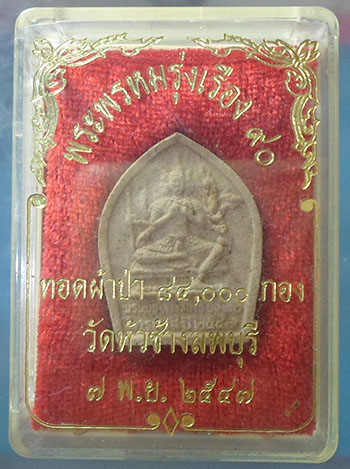 พระพรหมรุ่งเรือง ๙๐
ทอดผ้าป่า ๘๔,๐๐๐ กอง
วัดหัวช้างลพบุรี
๗ พ.ย. ๒๕๔๗